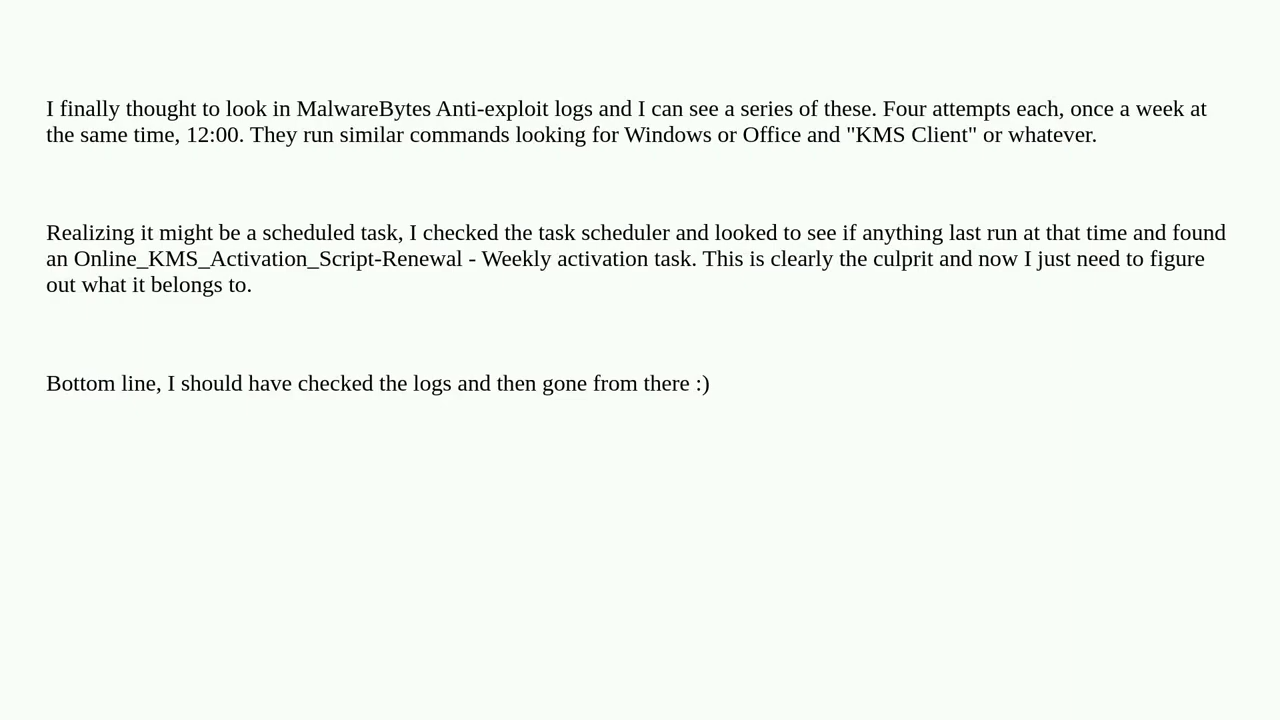 I finally thought to look in MalwareBytes Anti-exploit logs and I can see a series of these. Four attempts each, once a week at
the same time, 12:00. They run similar commands looking for Windows or Office and "KMS Client" or whatever.
Realizing it might be a scheduled task, I checked the task scheduler and looked to see if anything last run at that time and found
an Online_KMS_Activation_Script-Renewal - Weekly activation task. This is clearly the culprit and now I just need to figure
out what it belongs to.
Bottom line, I should have checked the logs and then gone from there :)